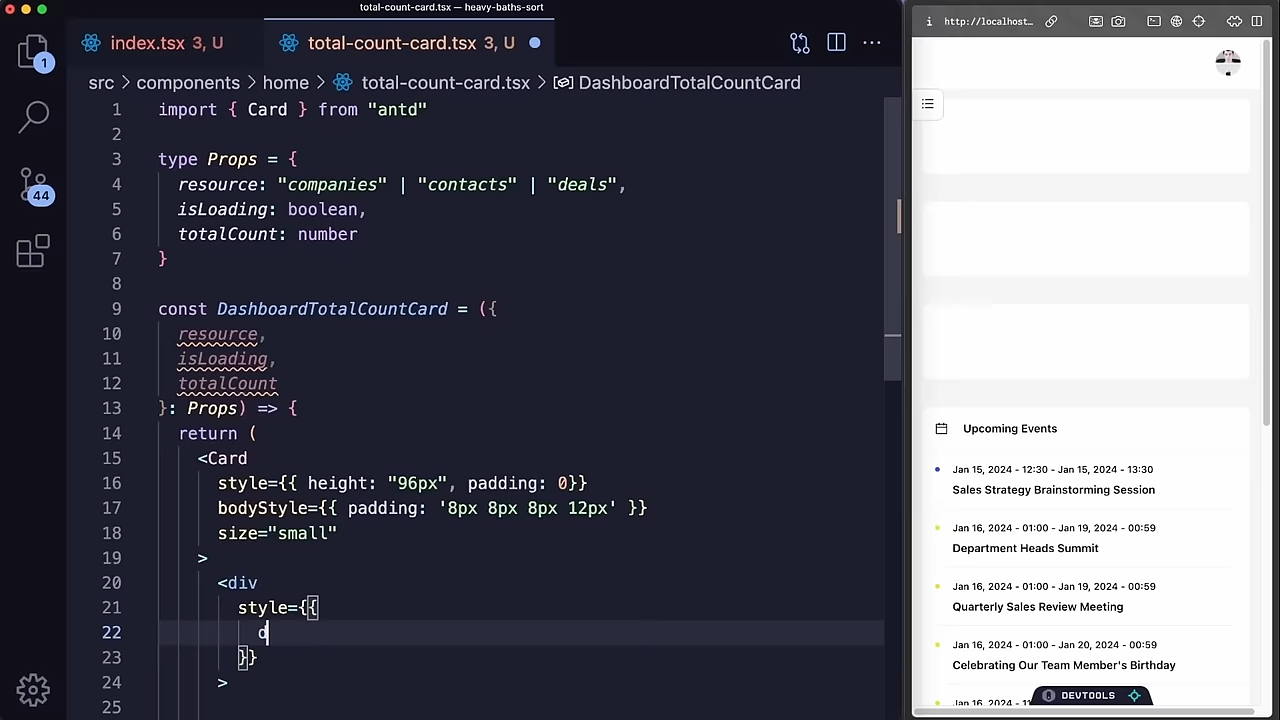 total-count-card.tsx — heavy-baths-sort
index.tsx 3, U
total-count-card.tsx 3, U
src > components > home > total-count-card.tsx > DashboardTotalCountCard
1
44
1 import { Card } from "antd"
2
3 type Props = {
4 resource: "companies" | "contacts" | "deals",
5 isLoading: boolean,
6 totalCount: number
7 }
8
9 const DashboardTotalCountCard = ({
10 resource,
11 isLoading,
12 totalCount
13 }: Props) => {
14 return (
15 <Card
16 style={{ height: "96px", padding: 0}}
17 bodyStyle={{ padding: '8px 8px 8px 12px' }}
18 size="small"
19 >
20 <div
21 style={{
22 d
23 }}
24 >
25
http://localhost…
Upcoming Events
Jan 15, 2024 - 12:30 - Jan 15, 2024 - 13:30
Sales Strategy Brainstorming Session
Jan 16, 2024 - 01:00 - Jan 19, 2024 - 00:59
Department Heads Summit
Jan 16, 2024 - 01:00 - Jan 19, 2024 - 00:59
Quarterly Sales Review Meeting
Jan 16, 2024 - 01:00 - Jan 20, 2024 - 00:59
Celebrating Our Team Member's Birthday
Jan 16, 2024 - 
DEVTOOLS